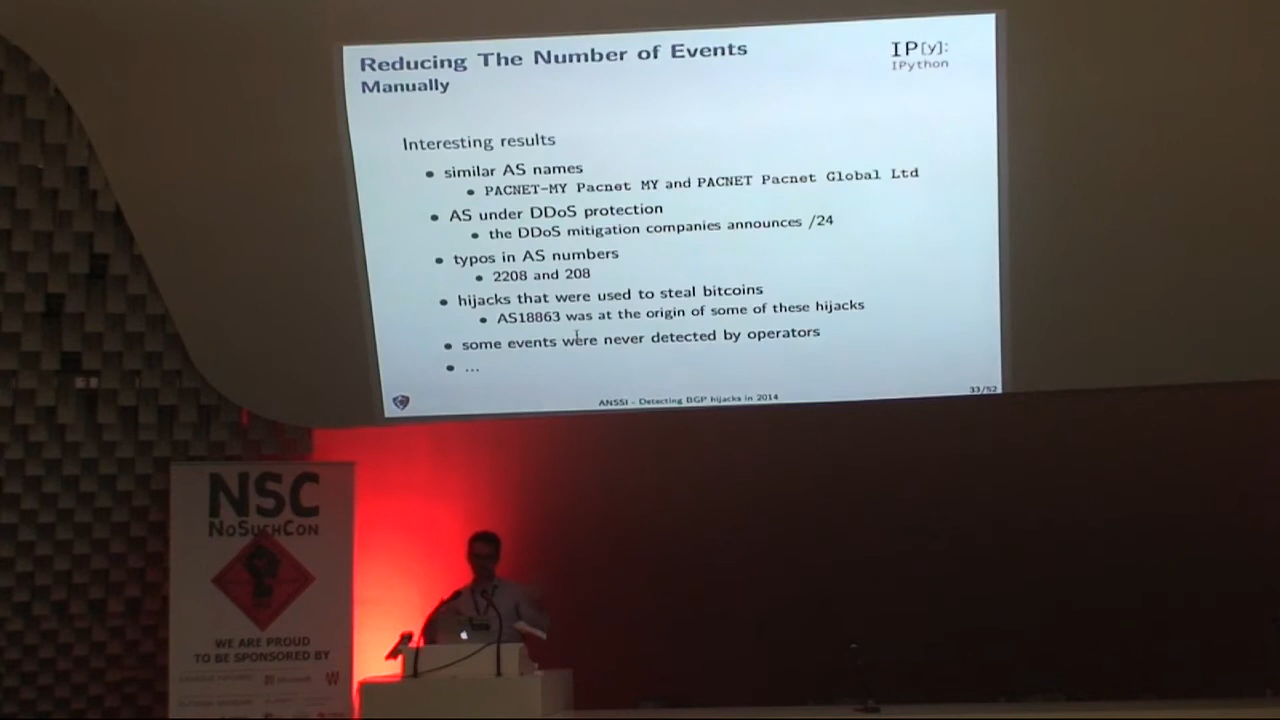 Reducing The Number of Events
Manually
IP[y]:
IPython
Interesting results
• similar AS names
• PACNET-MY Pacnet MY and PACNET Pacnet Global Ltd
• AS under DDoS protection
• the DDoS mitigation companies announces /24
• typos in AS numbers
• 2208 and 208
• hijacks that were used to steal bitcoins
• AS18863 was at the origin of some of these hijacks
• some events were never detected by operators
• ...
ANSSI - Detecting BGP hijacks in 2014
33/52
NSC
NoSuchCon
WE ARE PROUD
TO BE SPONSORED BY
Microsoft